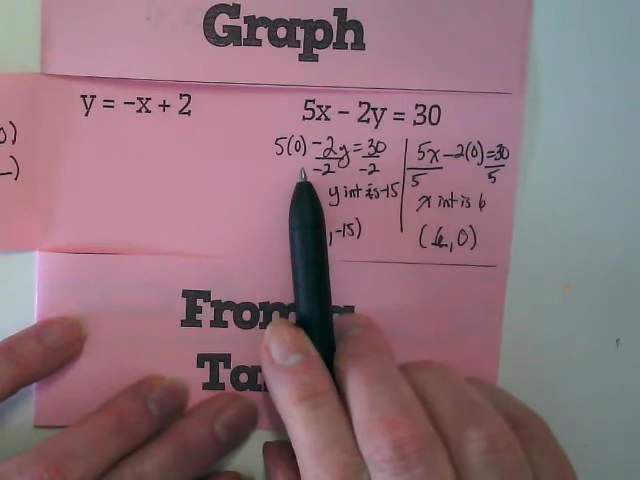 Graph
y = -x + 2
5x - 2y = 30
0)
5(0) - 2y = 30
-2 -2
y int is -15
, -15)
5x - 2(0) = 30
5 5
x int is 6
(6, 0)
From